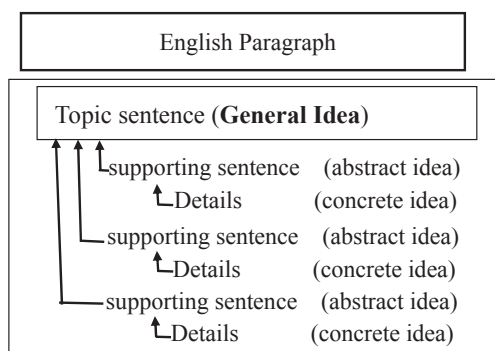 English Paragraph
Topic sentence (General Idea)
supporting sentence (abstract idea)
Details (concrete idea)
supporting sentence (abstract idea)
Details (concrete idea)
supporting sentence (abstract idea)
Details (concrete idea)